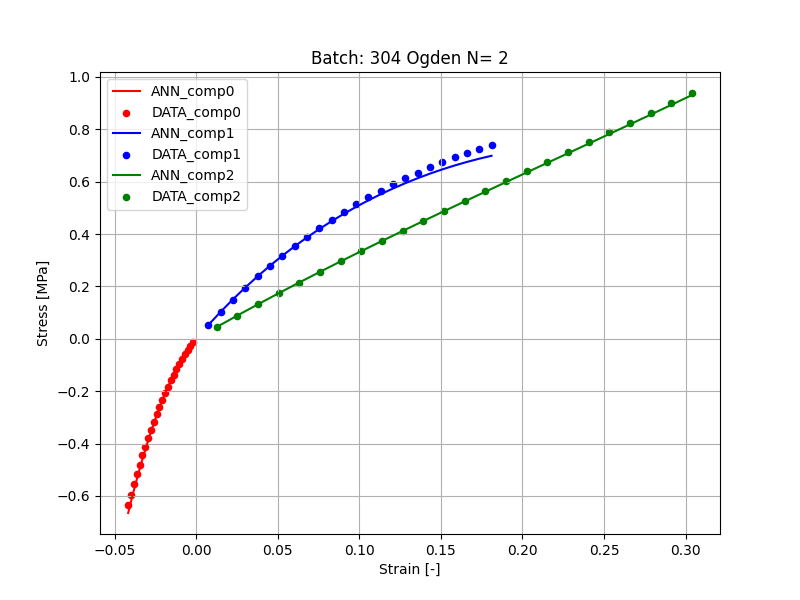 Batch: 304 Ogden N= 2
ANN_comp0
DATA_comp0
ANN_comp1
DATA_comp1
ANN_comp2
DATA_comp2
1.0
0.8
0.6
0.4
0.2
0.0
−0.2
−0.4
−0.6
Stress [MPa]
−0.05 0.00 0.05 0.10 0.15 0.20 0.25 0.30
Strain [-]